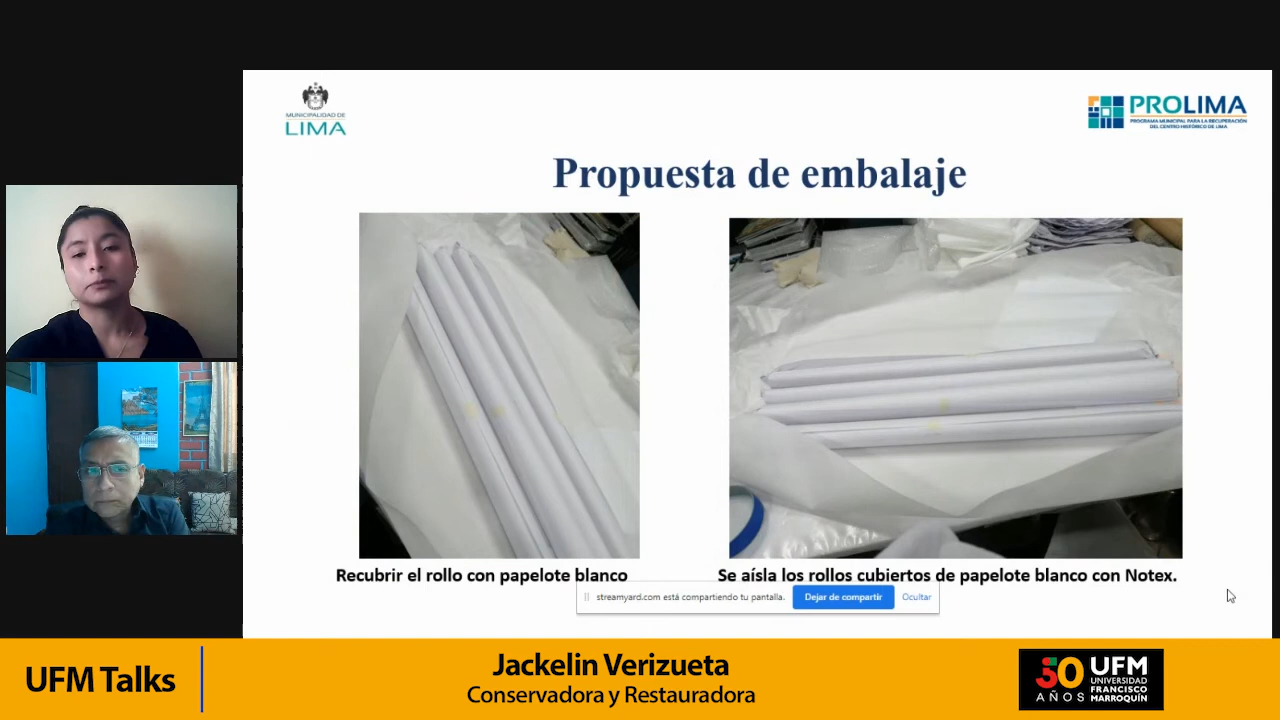 MUNICIPALIDAD DE
LIMA
PROLIMA
PROGRAMA MUNICIPAL PARA LA RECUPERACIÓN
DEL CENTRO HISTÓRICO DE LIMA
Propuesta de embalaje
Recubrir el rollo con papelote blanco
Se aísla los rollos cubiertos de papelote blanco con Notex.
streamyard.com está compartiendo tu pantalla.
Dejar de compartir
Ocultar
UFM Talks
Jackelin Verizueta
Conservadora y Restauradora
50
AÑOS
UFM
UNIVERSIDAD
FRANCISCO
MARROQUÍN